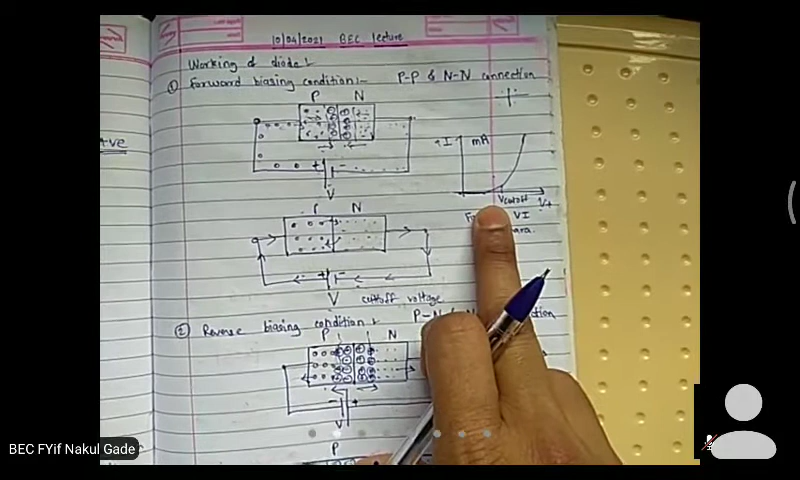 10/04/2021 BEC lecture
Working of diode :
① Forward biasing condition:- P-P & N-N connection
P N
+I mA
+ -
V
Vcutoff V+
VI
P N
+ -
V
cuttoff voltage
② Reverse biasing condition : P-N &
P N
- +
V
P
+ve
BEC FYif Nakul Gade